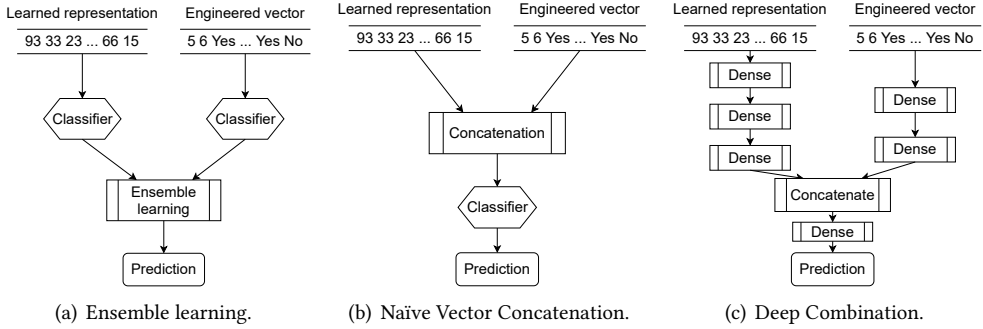 Learned representation
93 33 23 ... 66 15
Engineered vector
5 6 Yes ... Yes No
Classifier
Classifier
Ensemble
learning
Prediction
(a) Ensemble learning.
Learned representation
93 33 23 ... 66 15
Engineered vector
5 6 Yes ... Yes No
Concatenation
Classifier
Prediction
(b) Naïve Vector Concatenation.
Learned representation
93 33 23 ... 66 15
Engineered vector
5 6 Yes ... Yes No
Dense
Dense
Dense
Dense
Dense
Concatenate
Dense
Prediction
(c) Deep Combination.